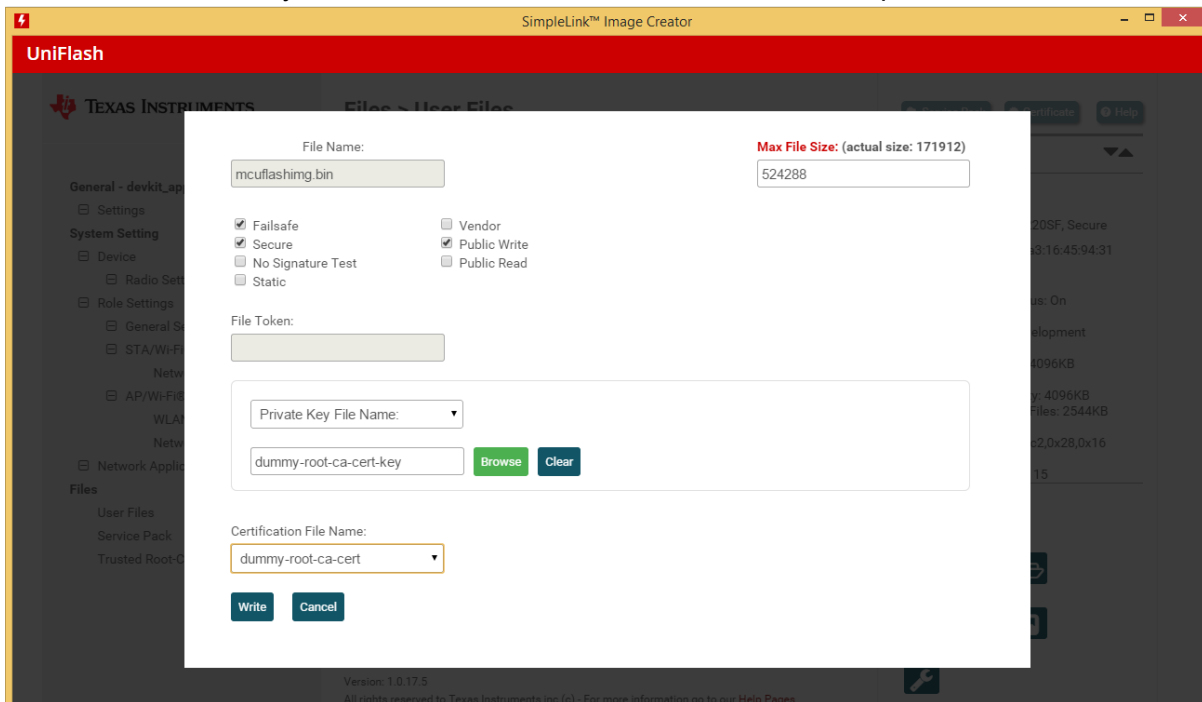 SimpleLink™ Image Creator
UniFlash
TEXAS INSTRUMENTS
Files > User Files
Certificate
Help
General - devkit_ap
Settings
System Setting
Device
Radio Sett
Role Settings
General Se
STA/Wi-Fi
Netw
AP/Wi-Fi®
WLAN
Netw
Network Applic
Files
User Files
Service Pack
Trusted Root-C
File Name:
Max File Size: (actual size: 171912)
mcuflashimg.bin
524288
Failsafe
Vendor
Secure
Public Write
No Signature Test
Public Read
Static
File Token:
Private Key File Name:
dummy-root-ca-cert-key
Browse
Clear
Certification File Name:
dummy-root-ca-cert
Write
Cancel
20SF, Secure
a3:16:45:94:31
us: On
elopment
4096KB
y: 4096KB
Files: 2544KB
c2,0x28,0x16
15
Version: 1.0.17.5
All rights reserved to Texas Instruments inc (c) - For more information go to our Help Pages